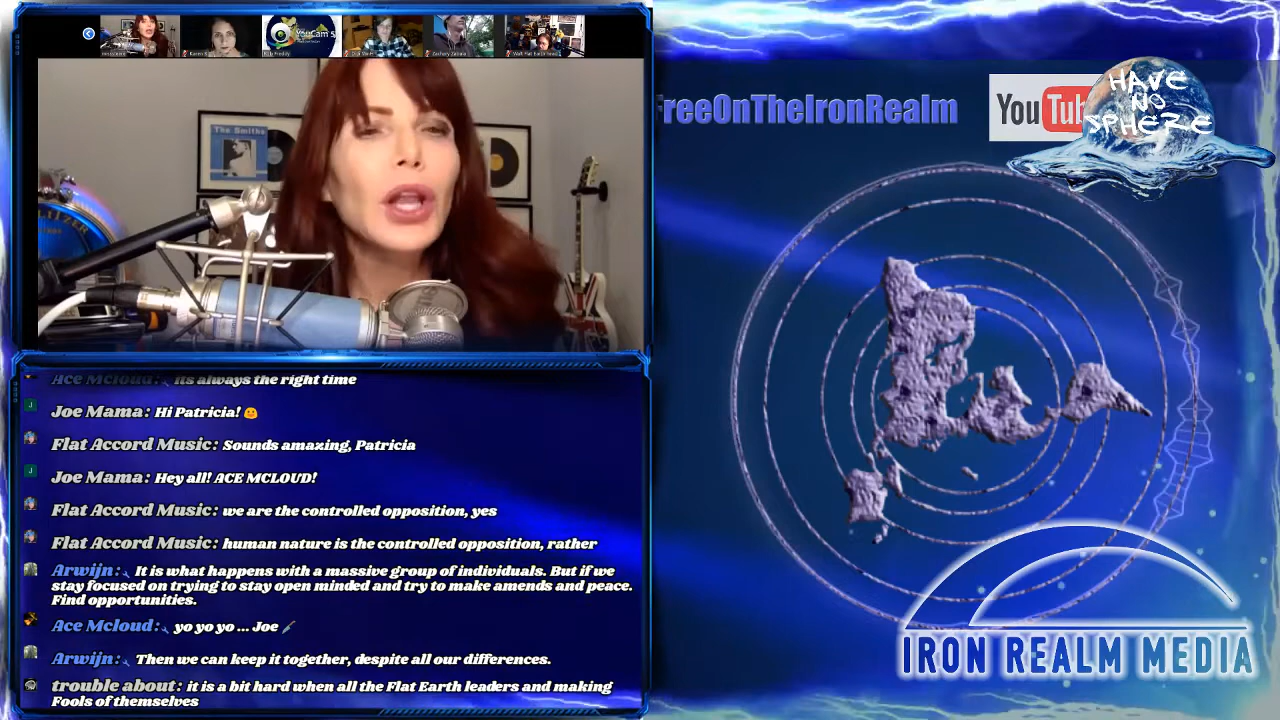 YouCam 5
Zachary Zabala
The Smiths
FreeOnTheIronRealm
YouTub
HAVE
NO
SPHERE
Ace Mcloud: its always the right time
Joe Mama: Hi Patricia! 
Flat Accord Music: Sounds amazing, Patricia
Joe Mama: Hey all! ACE MCLOUD!
Flat Accord Music: we are the controlled opposition, yes
Flat Accord Music: human nature is the controlled opposition, rather
Arwijn: It is what happens with a massive group of individuals. But if we
stay focused on trying to stay open minded and try to make amends and peace.
Find opportunities.
Ace Mcloud: yo yo yo ... Joe
Arwijn: Then we can keep it together, despite all our differences.
trouble about: it is a bit hard when all the Flat Earth leaders and making
Fools of themselves
IRON REALM MEDIA